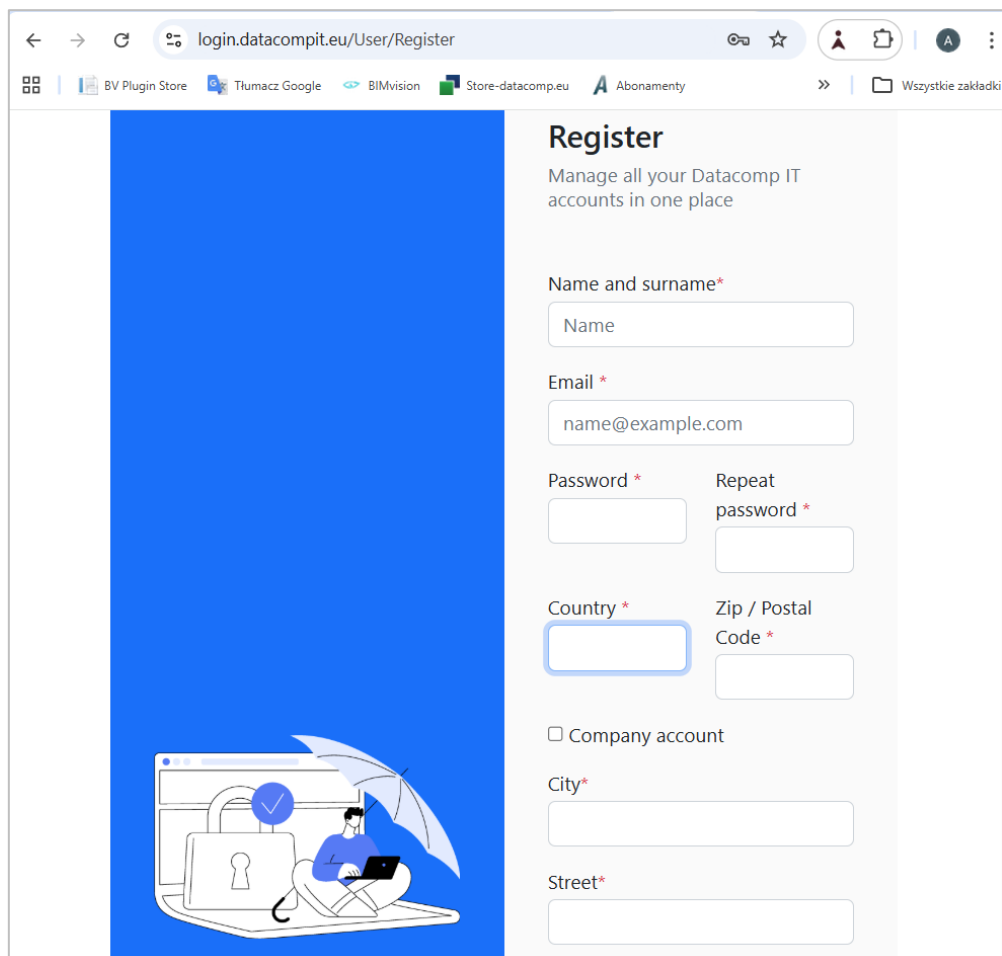 login.datacompit.eu/User/Register
A
BV Plugin Store
Tłumacz Google
BIMvision
Store-datacomp.eu
Abonamenty
»
Wszystkie zakładki
Register
Manage all your Datacomp IT
accounts in one place
Name and surname*
Name
Email *
name@example.com
Password *
Repeat
password *
Country *
Zip / Postal
Code *
Company account
City*
Street*